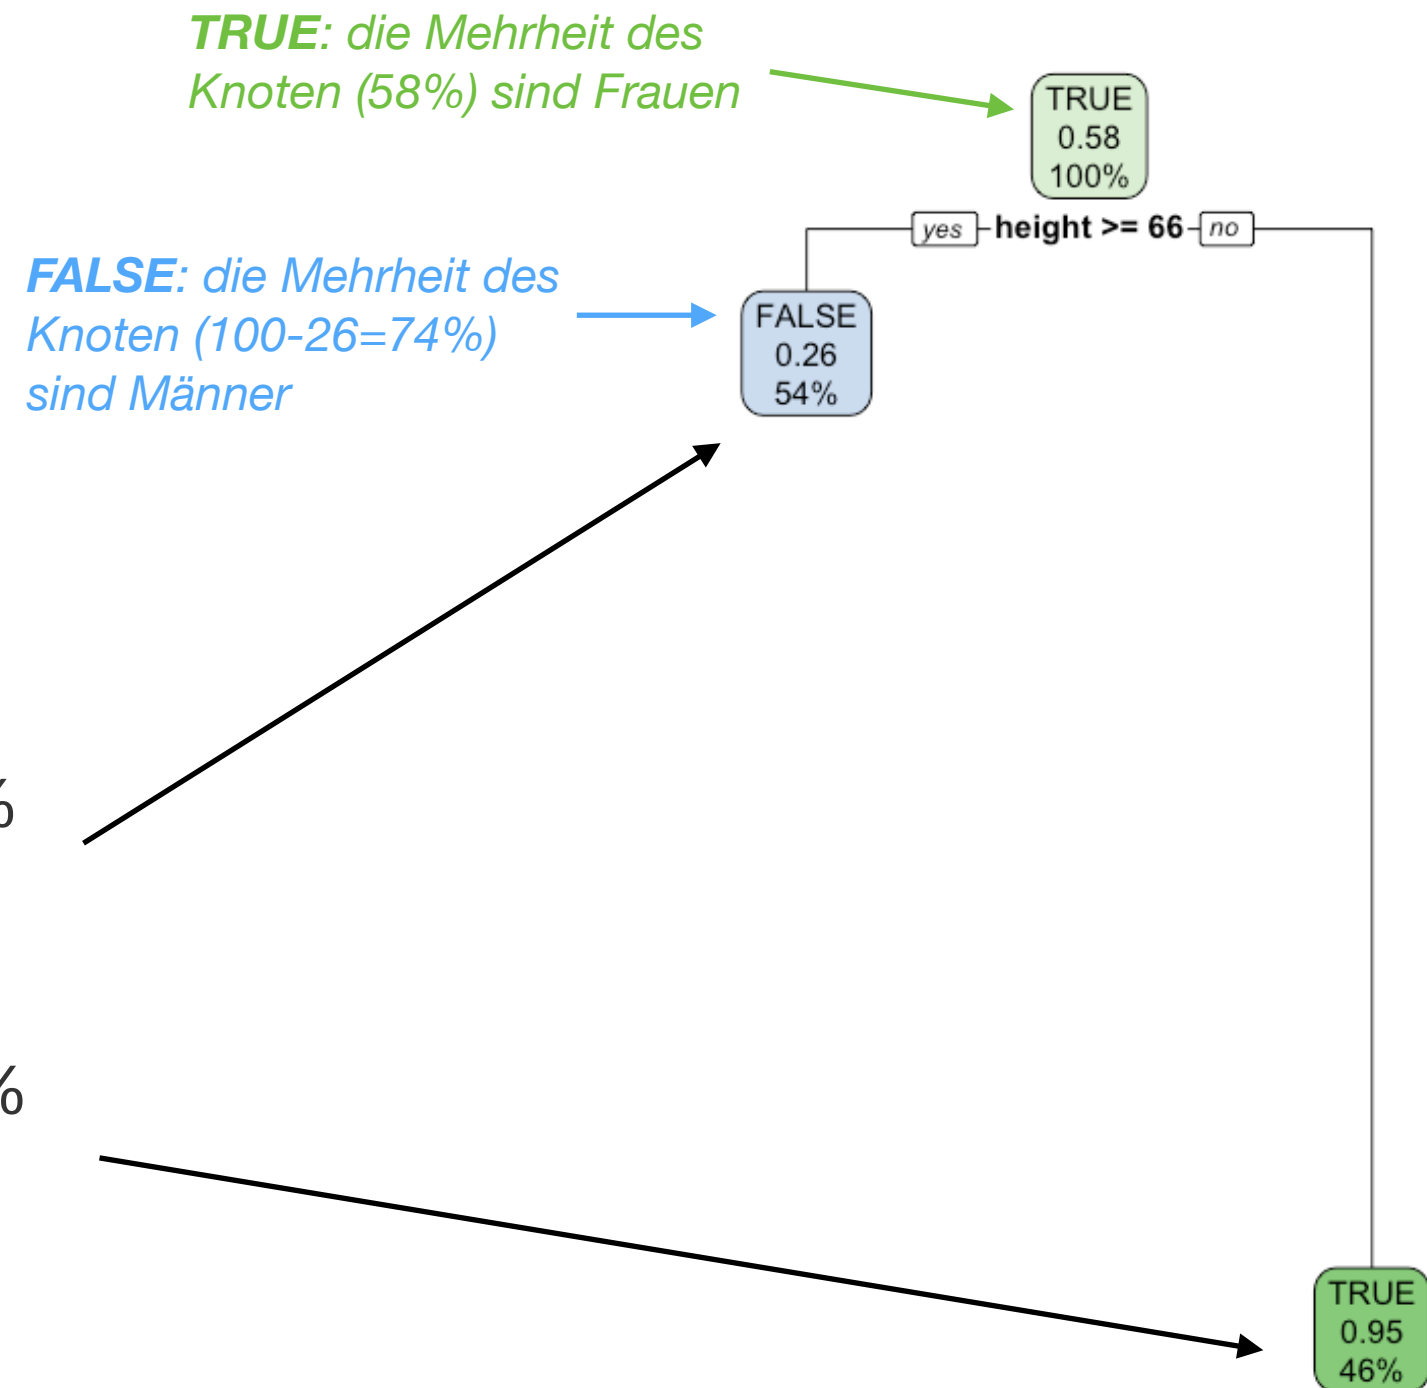 TRUE: die Mehrheit des
Knoten (58%) sind Frauen
TRUE
0.58
100%
yes height >= 66 no
FALSE: die Mehrheit des
Knoten (100-26=74%)
sind Männer
FALSE
0.26
54%
%
%
TRUE
0.95
46%